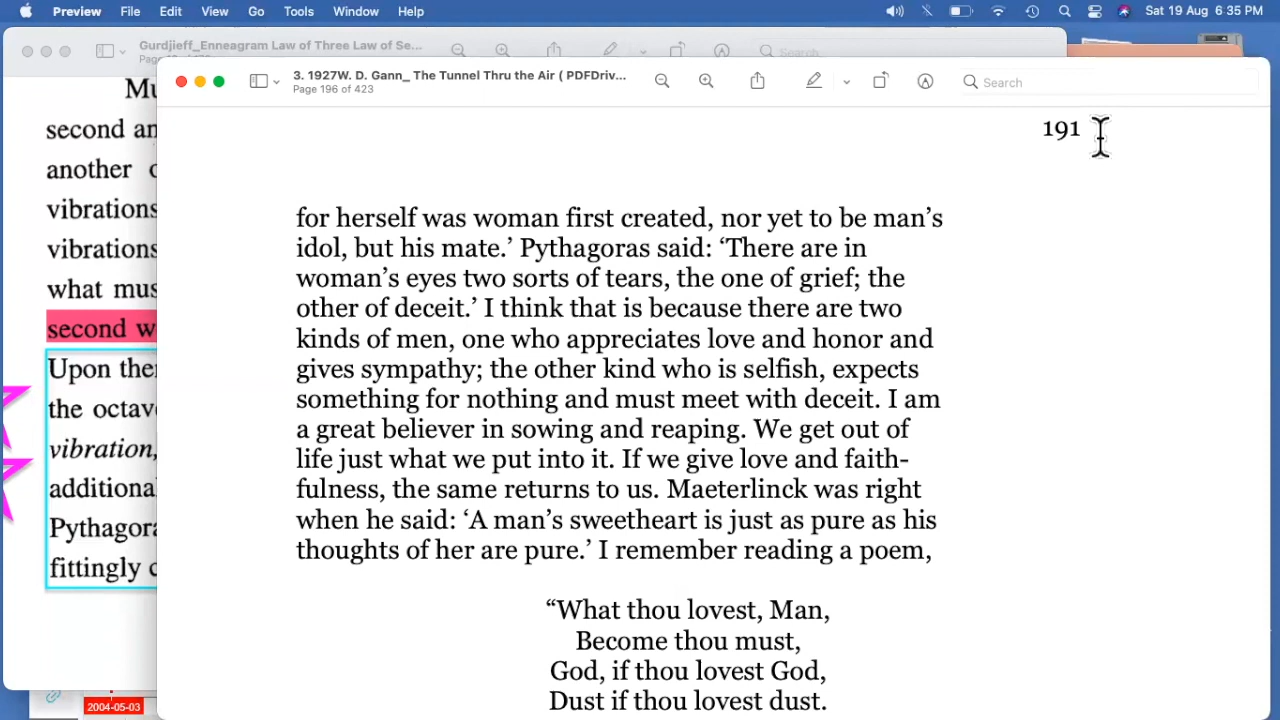 Preview File Edit View Go Tools Window Help Sat 19 Aug 6:35 PM
Gurdjieff_Enneagram Law of Three Law of Se...
Search
3. 1927W. D. Gann_ The Tunnel Thru the Air ( PDFDriv...
Page 196 of 423
Search
Mu
second an
another
vibrations
vibrations
what mus
second w
Upon the
the octav
vibration,
additiona
Pythagora
fittingly c
2004-05-03
191
for herself was woman first created, nor yet to be man’s
idol, but his mate.’ Pythagoras said: ‘There are in
woman’s eyes two sorts of tears, the one of grief; the
other of deceit.’ I think that is because there are two
kinds of men, one who appreciates love and honor and
gives sympathy; the other kind who is selfish, expects
something for nothing and must meet with deceit. I am
a great believer in sowing and reaping. We get out of
life just what we put into it. If we give love and faith-
fulness, the same returns to us. Maeterlinck was right
when he said: ‘A man’s sweetheart is just as pure as his
thoughts of her are pure.’ I remember reading a poem,
“What thou lovest, Man,
Become thou must,
God, if thou lovest God,
Dust if thou lovest dust.